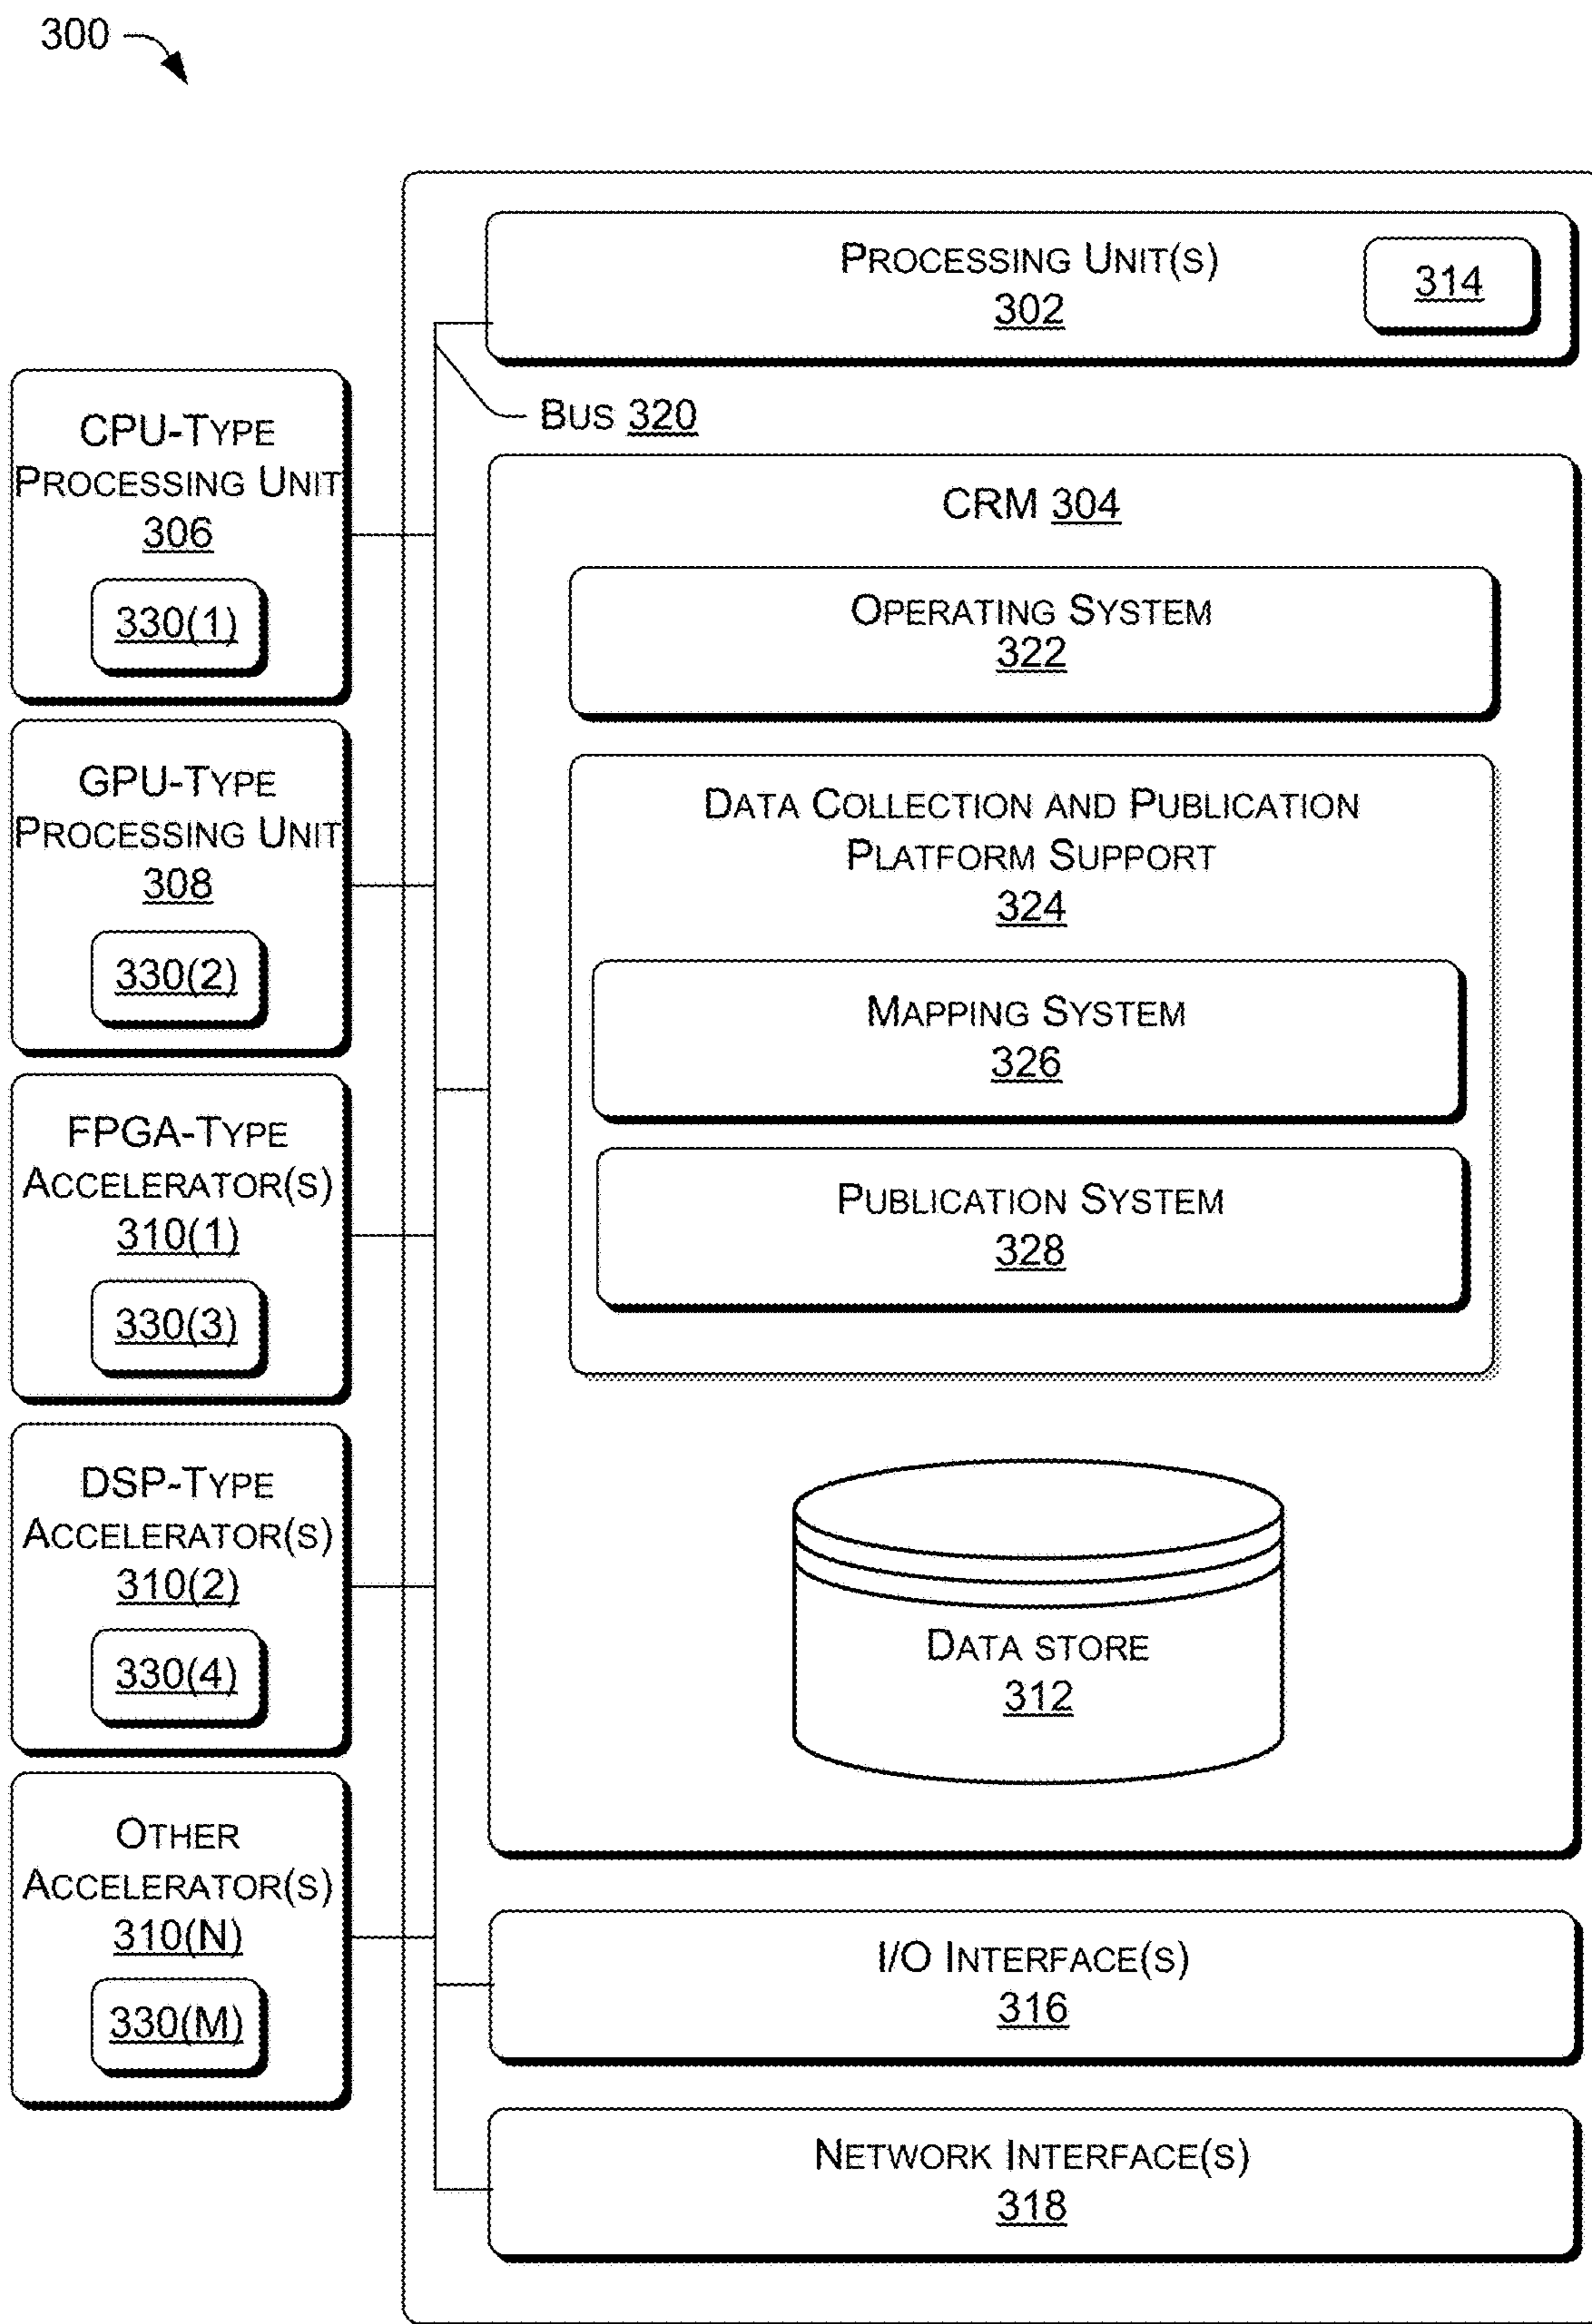 300
PROCESSING UNIT(S)
302
314
BUS 320
CPU-TYPE
PROCESSING UNIT
306
330(1)
GPU-TYPE
PROCESSING UNIT
308
330(2)
FPGA-TYPE
ACCELERATOR(S)
310(1)
330(3)
DSP-TYPE
ACCELERATOR(S)
310(2)
330(4)
OTHER
ACCELERATOR(S)
310(N)
330(M)
CRM 304
OPERATING SYSTEM
322
DATA COLLECTION AND PUBLICATION
PLATFORM SUPPORT
324
MAPPING SYSTEM
326
PUBLICATION SYSTEM
328
DATA STORE
312
I/O INTERFACE(S)
316
NETWORK INTERFACE(S)
318